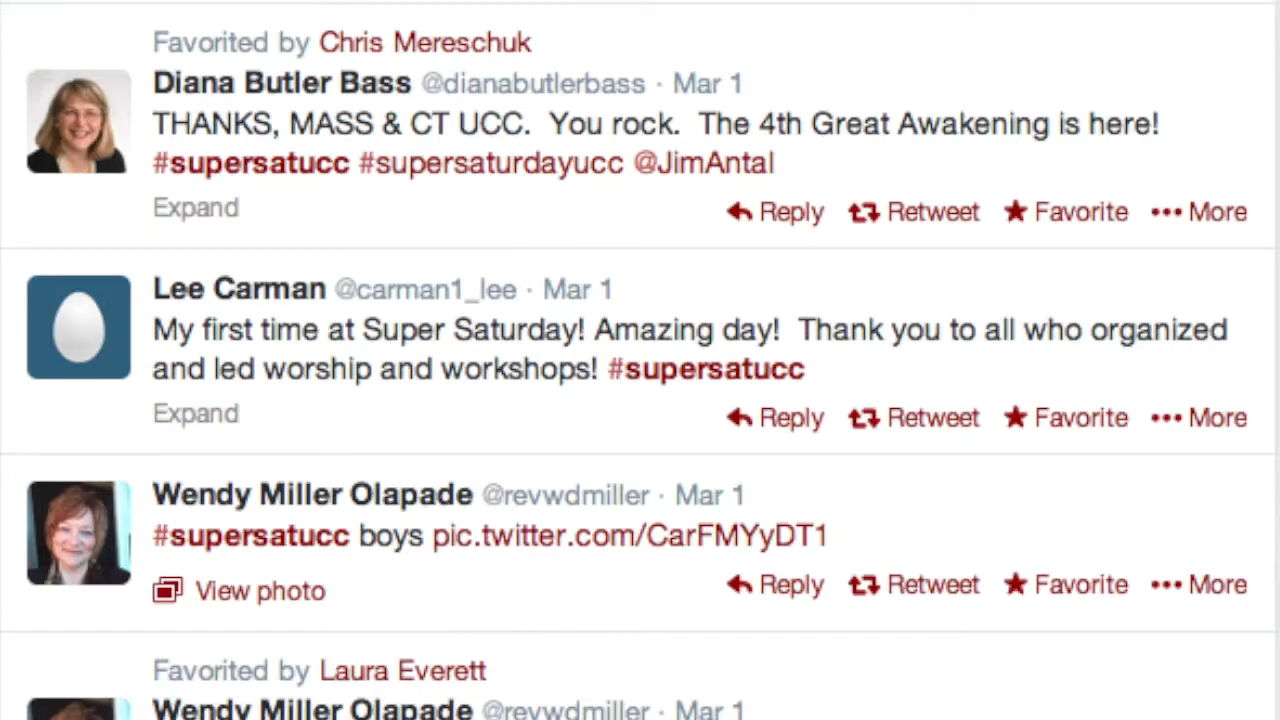 Favorited by Chris Mereschuk
Diana Butler Bass @dianabutlerbass · Mar 1
THANKS, MASS & CT UCC.  You rock.  The 4th Great Awakening is here!
#supersatucc #supersaturdayucc @JimAntal
Expand
Reply Retweet Favorite More
Lee Carman @carman1_lee · Mar 1
My first time at Super Saturday! Amazing day!  Thank you to all who organized
and led worship and workshops! #supersatucc
Expand
Reply Retweet Favorite More
Wendy Miller Olapade @revwdmiller · Mar 1
#supersatucc boys pic.twitter.com/CarFMYyDT1
View photo
Reply Retweet Favorite More
Favorited by Laura Everett
Wendy Miller Olapade @revwdmiller · Mar 1